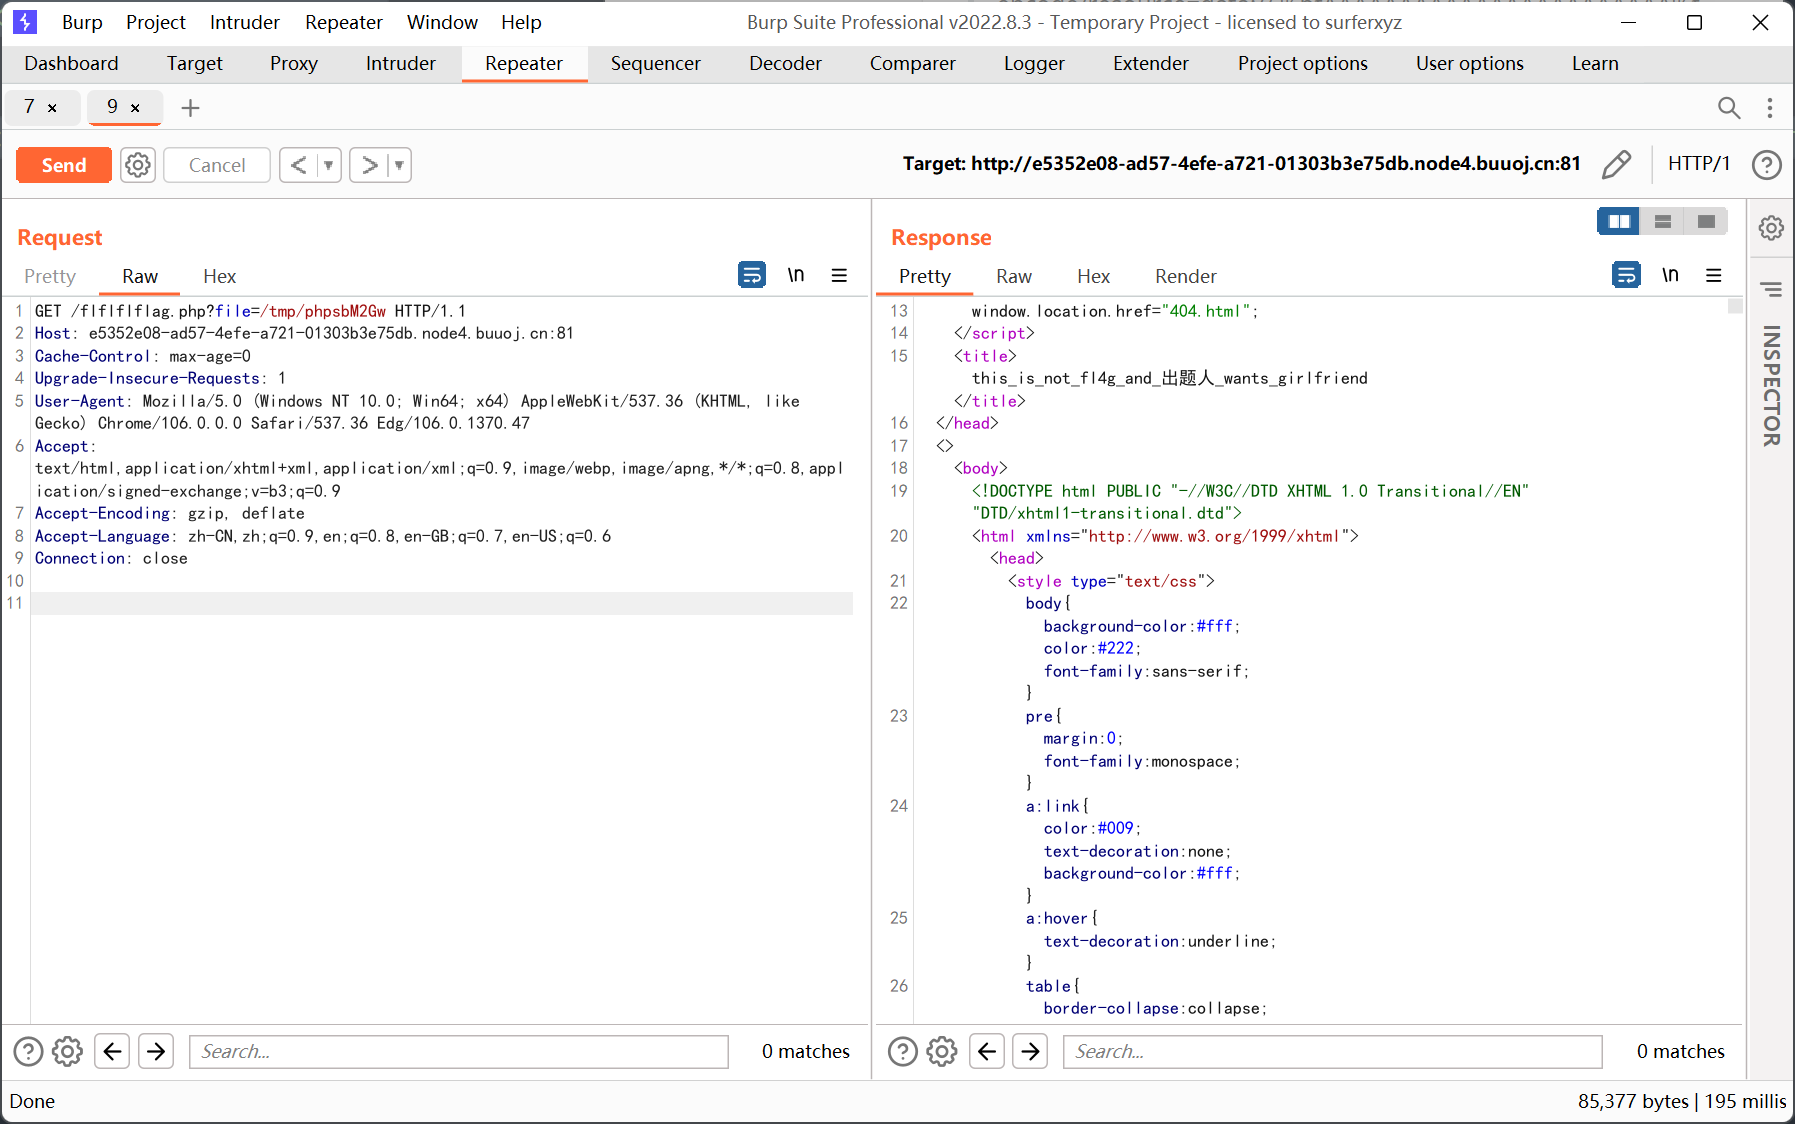 Burp Project Intruder Repeater Window Help Burp Suite Professional v2022.8.3 - Temporary Project - licensed to surferxyz
Dashboard Target Proxy Intruder Repeater Sequencer Decoder Comparer Logger Extender Project options User options Learn
7 × 9 × +
Send Cancel < ▼ > ▼ Target: http://e5352e08-ad57-4efe-a721-01303b3e75db.node4.buuoj.cn:81 HTTP/1 ?
Request
Pretty Raw Hex \n
1 GET /flflflflag.php?file=/tmp/phpsbM2Gw HTTP/1.1
2 Host: e5352e08-ad57-4efe-a721-01303b3e75db.node4.buuoj.cn:81
3 Cache-Control: max-age=0
4 Upgrade-Insecure-Requests: 1
5 User-Agent: Mozilla/5.0 (Windows NT 10.0; Win64; x64) AppleWebKit/537.36 (KHTML, like
Gecko) Chrome/106.0.0.0 Safari/537.36 Edg/106.0.1370.47
6 Accept:
text/html,application/xhtml+xml,application/xml;q=0.9,image/webp,image/apng,*/*;q=0.8,appl
ication/signed-exchange;v=b3;q=0.9
7 Accept-Encoding: gzip, deflate
8 Accept-Language: zh-CN,zh;q=0.9,en;q=0.8,en-GB;q=0.7,en-US;q=0.6
9 Connection: close
10
11
? Search... 0 matches
Response
Pretty Raw Hex Render \n
13 window.location.href="404.html";
14 </script>
15 <title>
this_is_not_fl4g_and_出题人_wants_girlfriend
</title>
16 </head>
17 <>
18 <body>
19 <!DOCTYPE html PUBLIC "-//W3C//DTD XHTML 1.0 Transitional//EN"
"DTD/xhtml1-transitional.dtd">
20 <html xmlns="http://www.w3.org/1999/xhtml">
<head>
21 <style type="text/css">
22 body{
background-color:#fff;
color:#222;
font-family:sans-serif;
}
23 pre{
margin:0;
font-family:monospace;
}
24 a:link{
color:#009;
text-decoration:none;
background-color:#fff;
}
25 a:hover{
text-decoration:underline;
}
26 table{
border-collapse:collapse;
? Search... 0 matches
INSPECTOR
Done 85,377 bytes | 195 millis